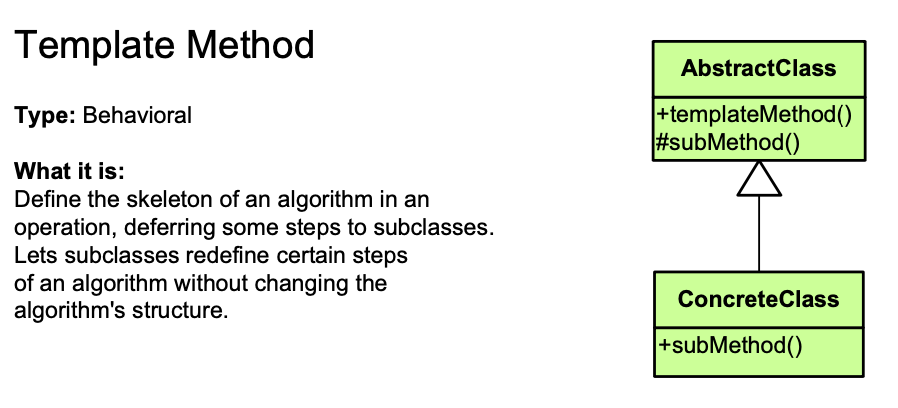 Template Method
Type: Behavioral
What it is:
Define the skeleton of an algorithm in an
operation, deferring some steps to subclasses.
Lets subclasses redefine certain steps
of an algorithm without changing the
algorithm's structure.
AbstractClass
+templateMethod()
#subMethod()
ConcreteClass
+subMethod()